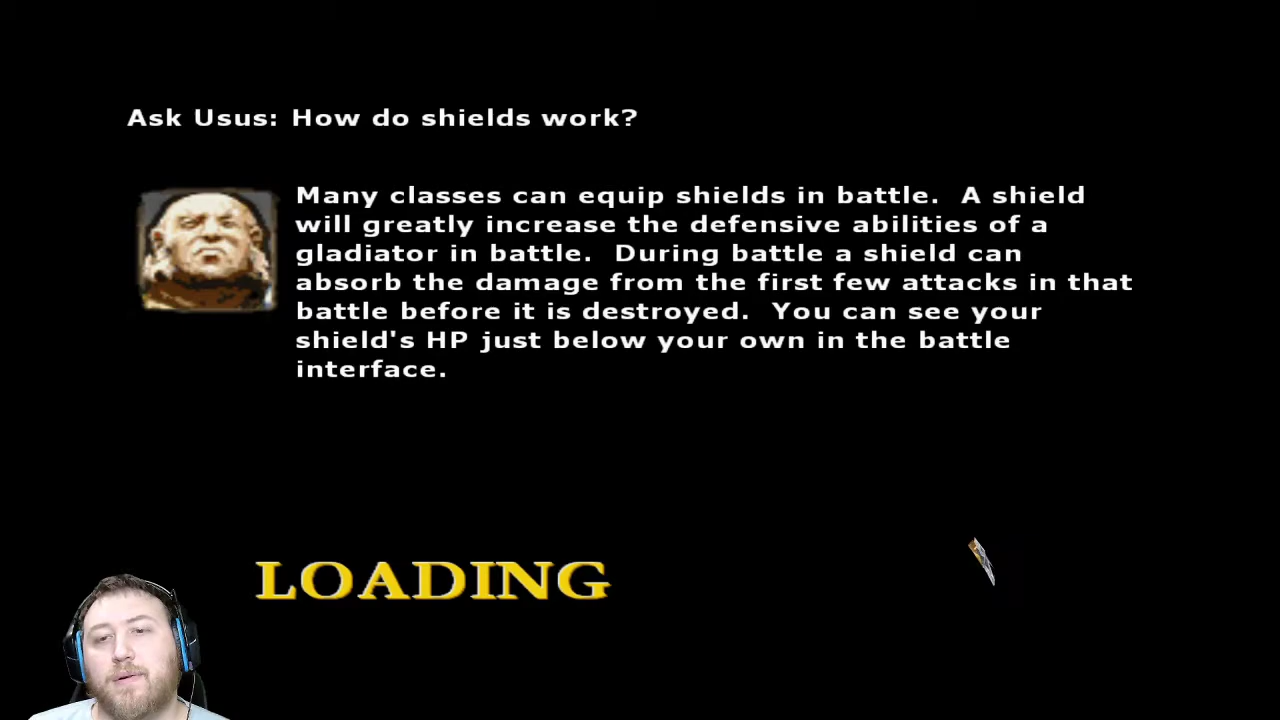 Ask Usus: How do shields work?
Many classes can equip shields in battle.  A shield
will greatly increase the defensive abilities of a
gladiator in battle.  During battle a shield can
absorb the damage from the first few attacks in that
battle before it is destroyed.  You can see your
shield's HP just below your own in the battle
interface.
LOADING